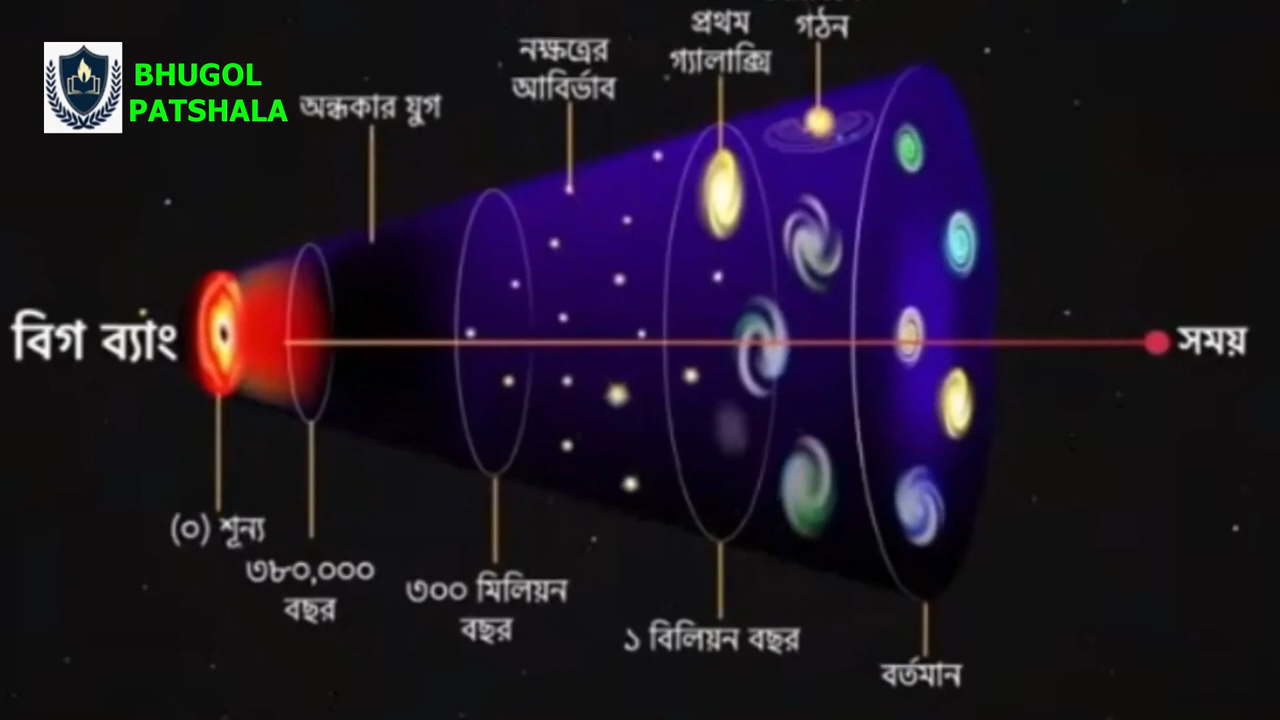 BHUGOL
PATSHALA
অন্ধকার যুগ
নক্ষত্রের
আবির্ভাব
প্রথম
গ্যালাক্সি
গঠন
বিগ ব্যাং
সময়
(০) শূন্য
৩৮০,০০০
বছর
৩০০ মিলিয়ন
বছর
১ বিলিয়ন বছর
বর্তমান